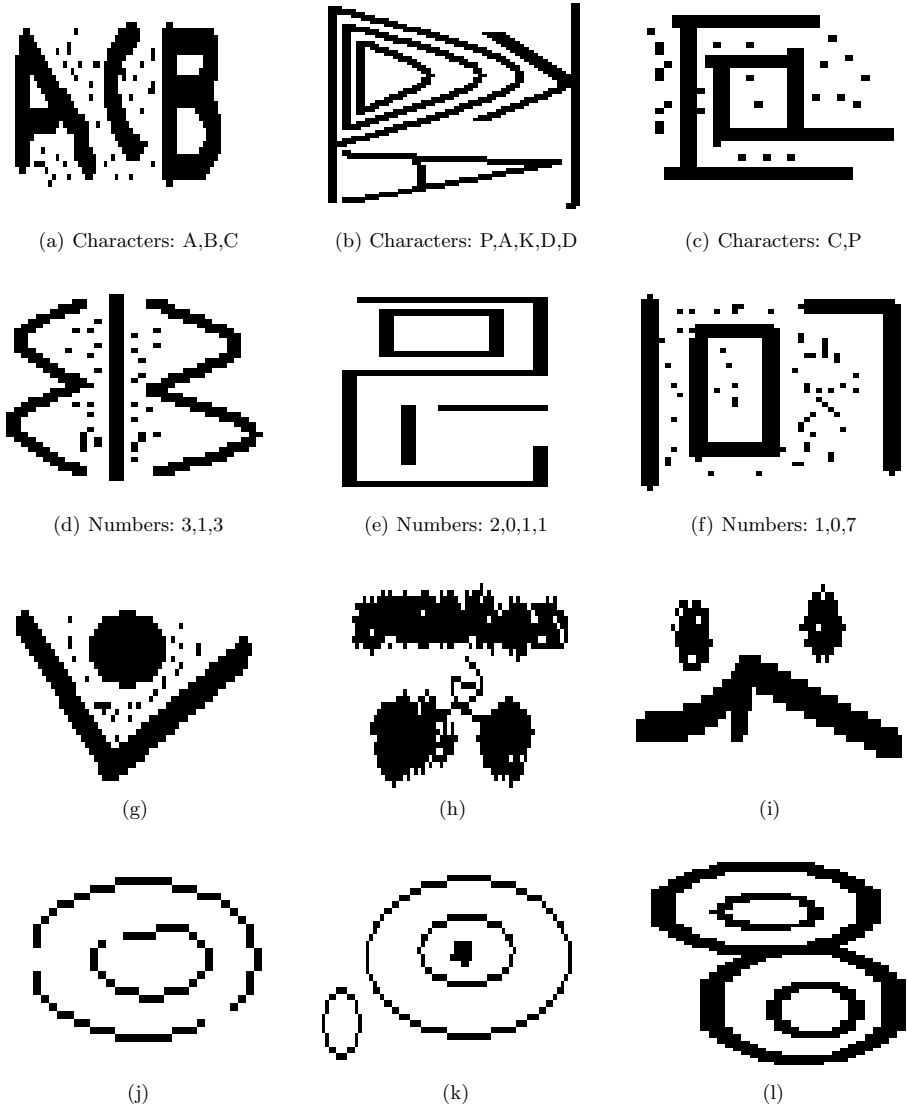 (a) Characters: A,B,C
(b) Characters: P,A,K,D,D
(c) Characters: C,P
(d) Numbers: 3,1,3
(e) Numbers: 2,0,1,1
(f) Numbers: 1,0,7
(g)
(h)
(i)
(j)
(k)
(l)